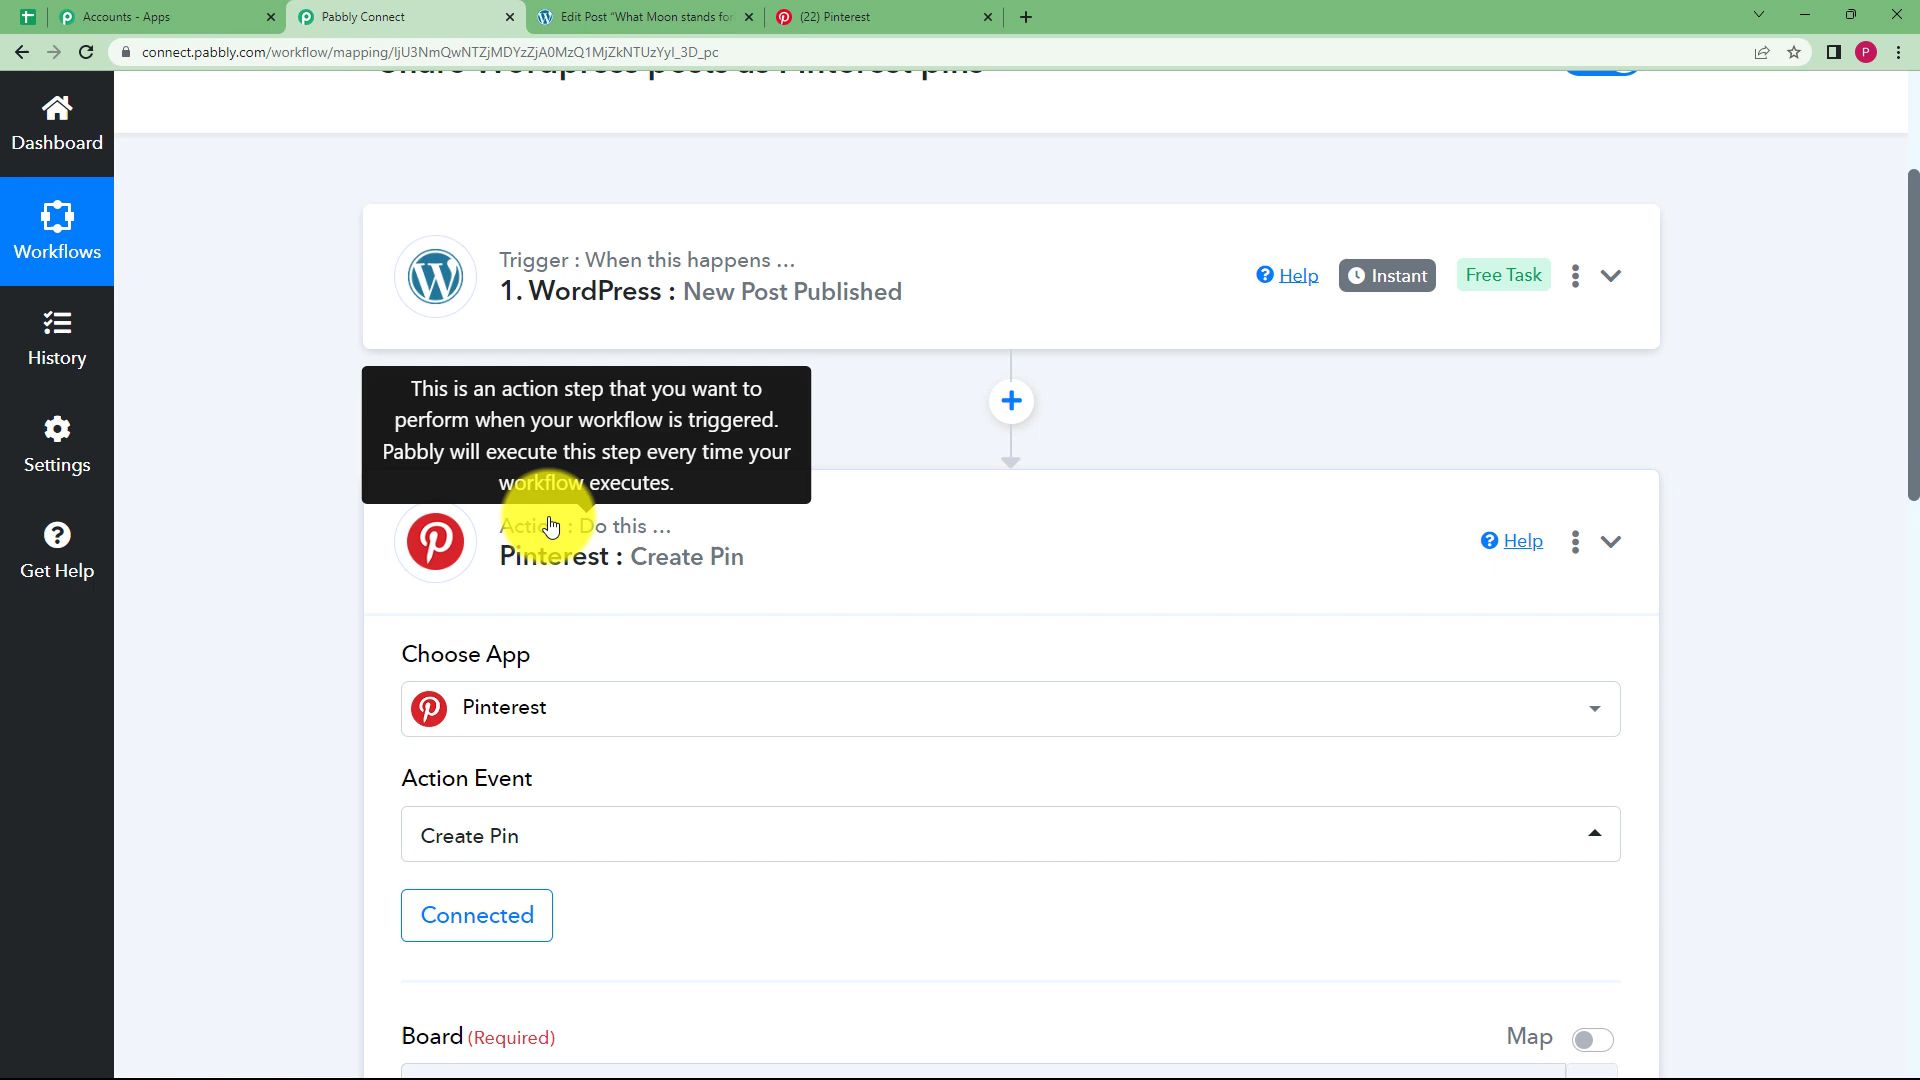 Accounts - Apps
Pabbly Connect
Edit Post "What Moon stands for
(22) Pinterest
connect.pabbly.com/workflow/mapping/IjU3NmQwNTZjMDYzZjA0MzQ1MjZkNTUzYyI_3D_pc
P
Share Wordpress posts as Pinterest pins
Dashboard
Workflows
History
Settings
Get Help
Trigger : When this happens ...
1. WordPress : New Post Published
Help
Instant
Free Task
This is an action step that you want to
perform when your workflow is triggered.
Pabbly will execute this step every time your
workflow executes.
Action : Do this ...
Pinterest : Create Pin
Help
Choose App
Pinterest
Action Event
Create Pin
Connected
Board (Required)
Map